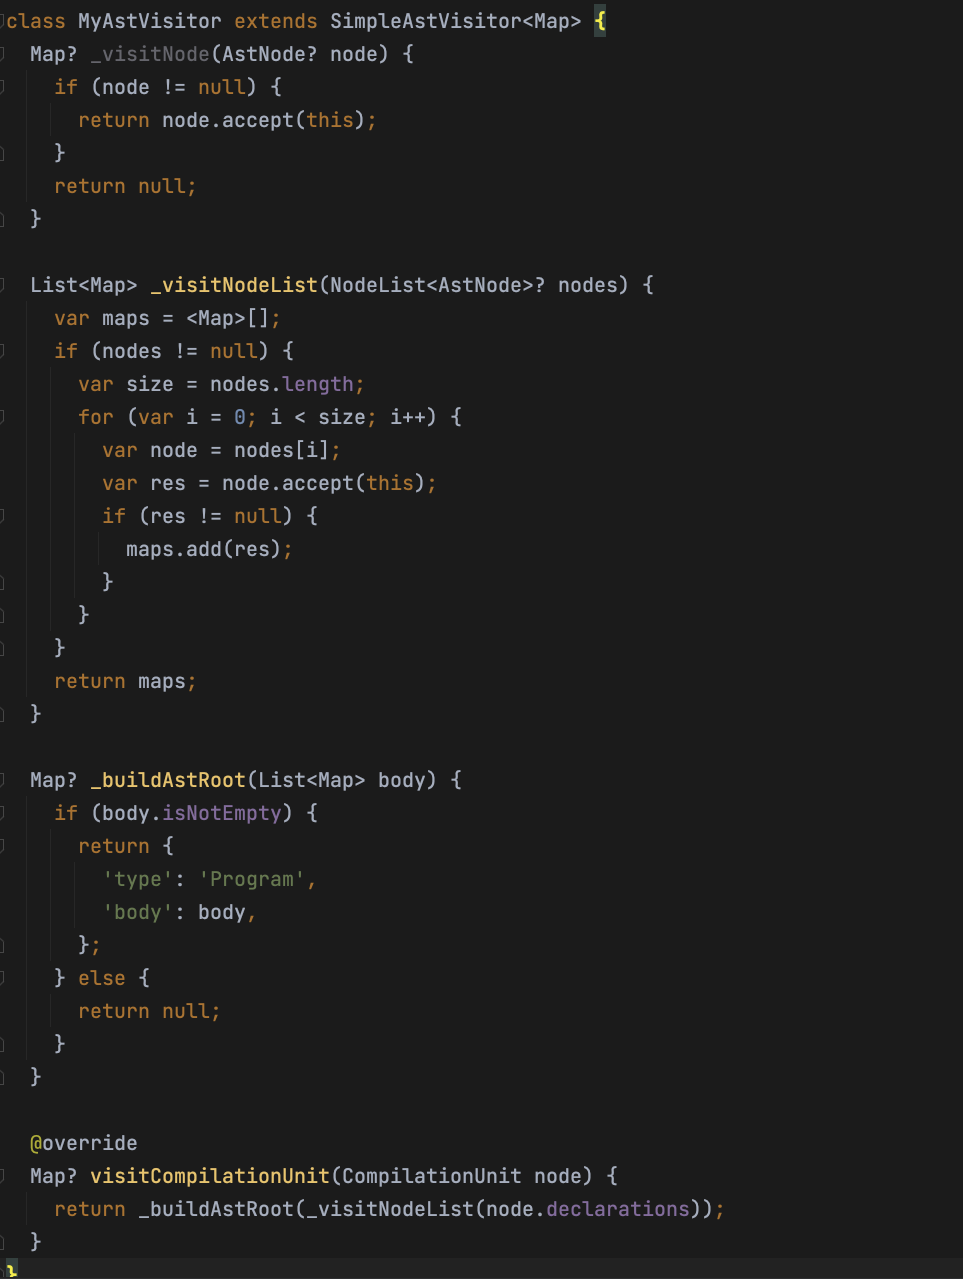 class MyAstVisitor extends SimpleAstVisitor<Map> {
  Map? _visitNode(AstNode? node) {
    if (node != null) {
      return node.accept(this);
    }
    return null;
  }

  List<Map> _visitNodeList(NodeList<AstNode>? nodes) {
    var maps = <Map>[];
    if (nodes != null) {
      var size = nodes.length;
      for (var i = 0; i < size; i++) {
        var node = nodes[i];
        var res = node.accept(this);
        if (res != null) {
          maps.add(res);
        }
      }
    }
    return maps;
  }

  Map? _buildAstRoot(List<Map> body) {
    if (body.isNotEmpty) {
      return {
        'type': 'Program',
        'body': body,
      };
    } else {
      return null;
    }
  }

  @override
  Map? visitCompilationUnit(CompilationUnit node) {
    return _buildAstRoot(_visitNodeList(node.declarations));
  }
}